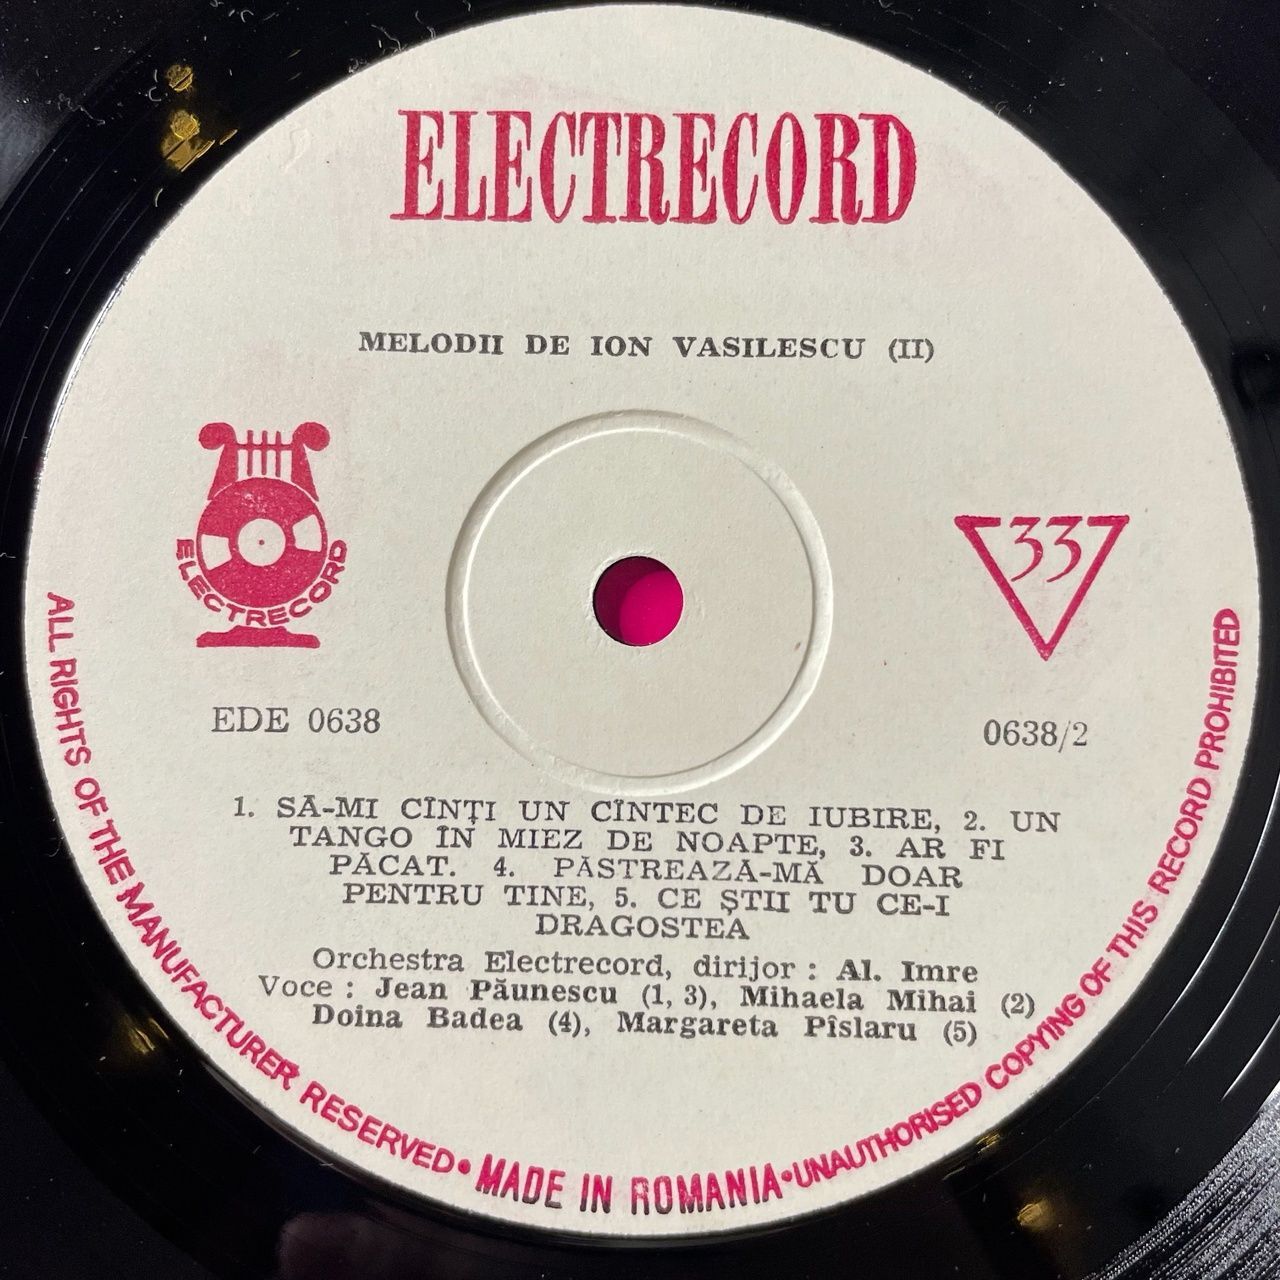 ELECTRECORD
MELODII DE ION VASILESCU (II)
ELECTRECORD
33
EDE 0638
0638/2
1. SĂ-MI CÎNȚI UN CÎNTEC DE IUBIRE, 2. UN
TANGO ÎN MIEZ DE NOAPTE, 3. AR FI
PĂCAT. 4. PĂSTREAZĂ-MĂ DOAR
PENTRU TINE, 5. CE ȘTII TU CE-I
DRAGOSTEA
Orchestra Electrecord, dirijor : Al. Imre
Voce : Jean Păunescu (1, 3), Mihaela Mihai (2)
Doina Badea (4), Margareta Pîslaru (5)
ALL RIGHTS OF THE MANUFACTURER RESERVED • MADE IN ROMANIA • UNAUTHORISED COPYING OF THIS RECORD PROHIBITED